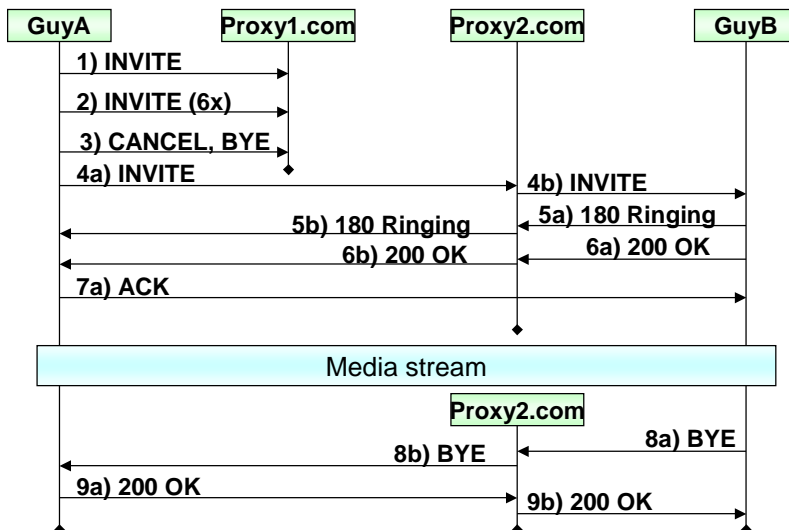 GuyA
Proxy1.com
Proxy2.com
GuyB
1) INVITE
2) INVITE (6x)
3) CANCEL, BYE
4a) INVITE
4b) INVITE
5a) 180 Ringing
5b) 180 Ringing
6a) 200 OK
6b) 200 OK
7a) ACK
Media stream
Proxy2.com
8a) BYE
8b) BYE
9a) 200 OK
9b) 200 OK